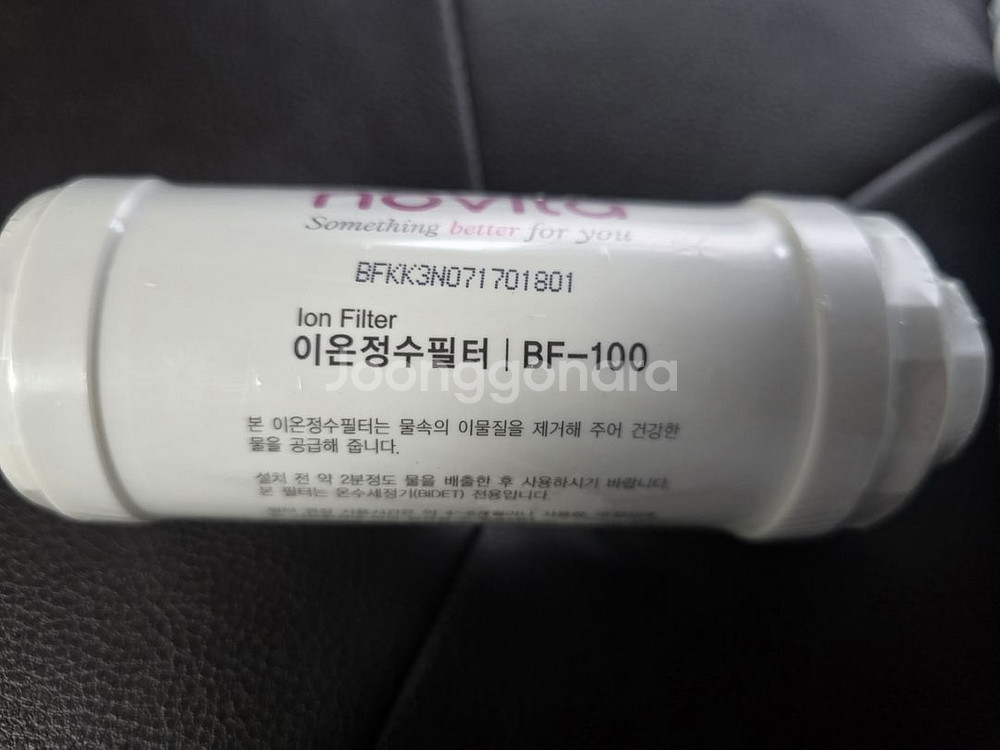 novita
Something better for you
BFKK3N071701801
Ion Filter
이온정수필터 | BF-100
Joonggonara
본 이온정수필터는 물속의 이물질을 제거해 주어 건강한
물을 공급해 줍니다.
설치 전 약 2분정도 물을 배출한 후 사용하시기 바랍니다.
본 필터는 온수세정기(BIDET) 전용입니다.